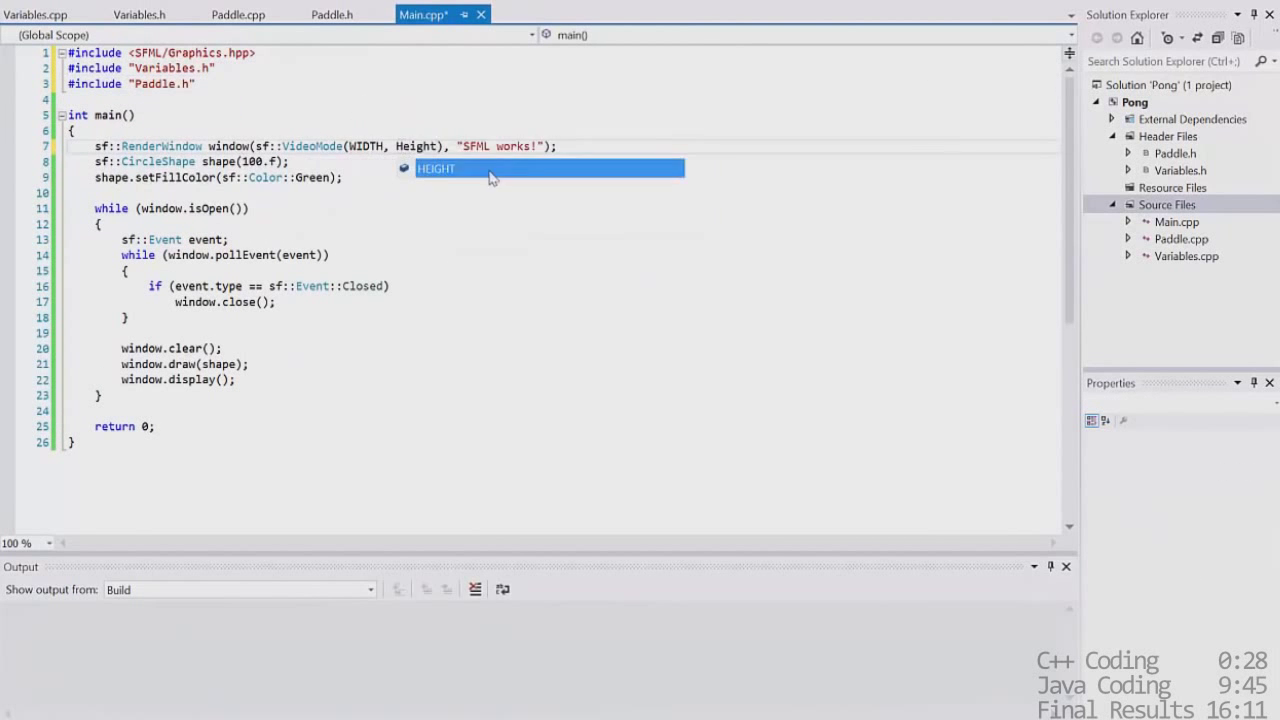 Variables.cpp Variables.h Paddle.cpp Paddle.h Main.cpp*
(Global Scope) main()
1 #include <SFML/Graphics.hpp>
2 #include "Variables.h"
3 #include "Paddle.h"
4
5 int main()
6 {
7 sf::RenderWindow window(sf::VideoMode(WIDTH, Height), "SFML works!");
8 sf::CircleShape shape(100.f);
HEIGHT
9 shape.setFillColor(sf::Color::Green);
10
11 while (window.isOpen())
12 {
13 sf::Event event;
14 while (window.pollEvent(event))
15 {
16 if (event.type == sf::Event::Closed)
17 window.close();
18 }
19
20 window.clear();
21 window.draw(shape);
22 window.display();
23 }
24
25 return 0;
26 }
100 %
Output
Show output from: Build
Solution Explorer
Search Solution Explorer (Ctrl+;)
Solution 'Pong' (1 project)
Pong
External Dependencies
Header Files
Paddle.h
Variables.h
Resource Files
Source Files
Main.cpp
Paddle.cpp
Variables.cpp
Properties
C++ Coding 0:28
Java Coding 9:45
Final Results 16:11